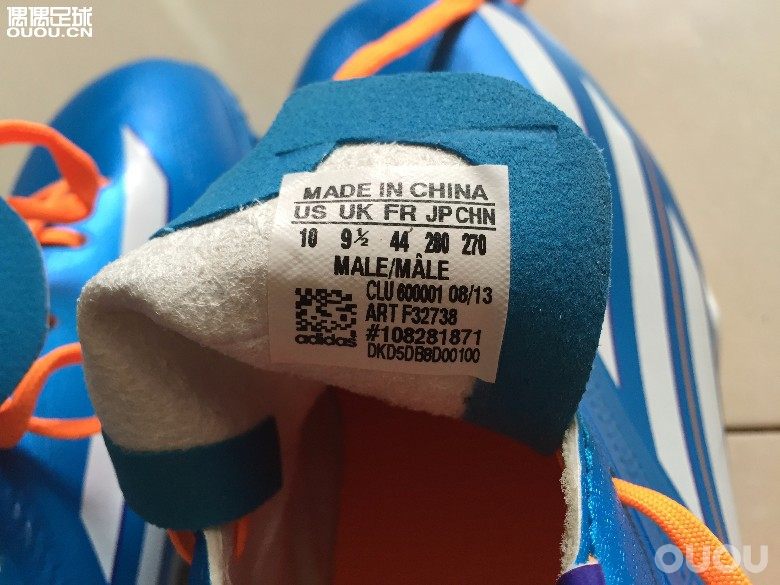 偶偶足球
OUOU.CN
MADE IN CHINA
US UK FR JP CHN
10 9½ 44 280 270
MALE/MÂLE
CLU 600001 08/13
ART F32738
#108281871
adidas
DKD5DB8D00100
OUOU